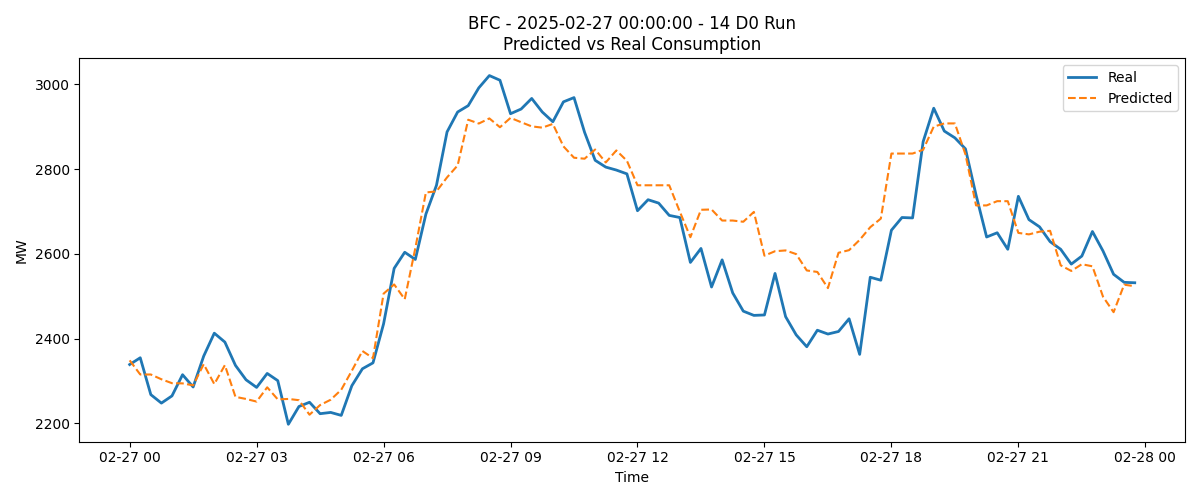 BFC - 2025-02-27 00:00:00 - 14 D0 Run
Predicted vs Real Consumption
Real
Predicted
3000
2800
2600
2400
2200
MW
02-27 00
02-27 03
02-27 06
02-27 09
02-27 12
02-27 15
02-27 18
02-27 21
02-28 00
Time